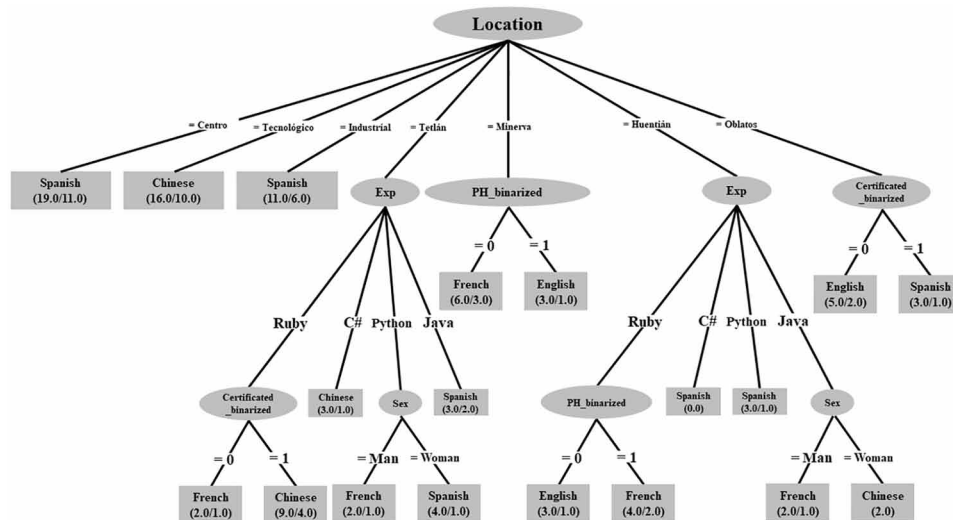 Location
= Centro
= Tecnológico
= Industrial
= Tetlán
= Minerva
= Huentián
= Oblatos
Spanish
(19.0/11.0)
Chinese
(16.0/10.0)
Spanish
(11.0/6.0)
Exp
PH_binarized
Exp
Certificated
_binarized
= 0
= 1
= 0
= 1
French
(6.0/3.0)
English
(3.0/1.0)
English
(5.0/2.0)
Spanish
(3.0/1.0)
Ruby
C#
Python
Java
Ruby
C#
Python
Java
Certificated
_binarized
Chinese
(3.0/1.0)
Sex
Spanish
(3.0/2.0)
PH_binarized
Spanish
(0.0)
Spanish
(3.0/1.0)
Sex
= 0
= 1
= Man
= Woman
= 0
= 1
= Man
= Woman
French
(2.0/1.0)
Chinese
(9.0/4.0)
French
(2.0/1.0)
Spanish
(4.0/1.0)
English
(3.0/1.0)
French
(4.0/2.0)
French
(2.0/1.0)
Chinese
(2.0)